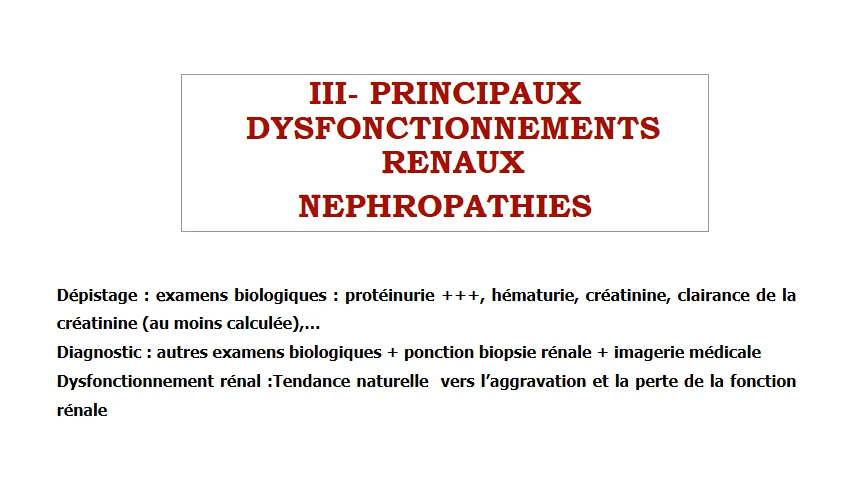 III- PRINCIPAUX
DYSFONCTIONNEMENTS
RENAUX
NEPHROPATHIES
Dépistage : examens biologiques : protéinurie +++, hématurie, créatinine, clairance de la
créatinine (au moins calculée),...
Diagnostic : autres examens biologiques + ponction biopsie rénale + imagerie médicale
Dysfonctionnement rénal :Tendance naturelle vers l'aggravation et la perte de la fonction
rénale